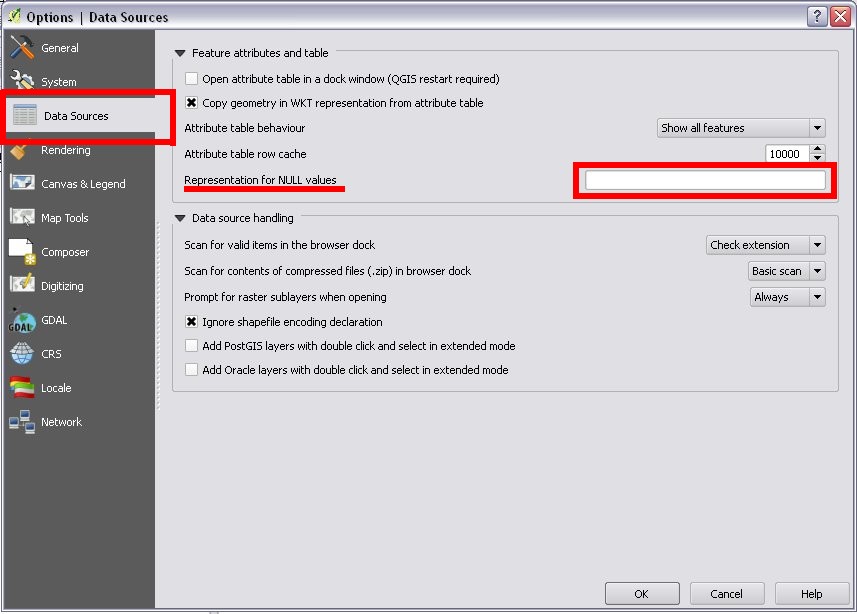 Options | Data Sources
General
System
Data Sources
Rendering
Canvas & Legend
Map Tools
Composer
Digitizing
GDAL
GDAL
CRS
Locale
Network
Feature attributes and table
Open attribute table in a dock window (QGIS restart required)
Copy geometry in WKT representation from attribute table
Attribute table behaviour
Show all features
Attribute table row cache
10000
Representation for NULL values
Data source handling
Scan for valid items in the browser dock
Check extension
Scan for contents of compressed files (.zip) in browser dock
Basic scan
Prompt for raster sublayers when opening
Always
Ignore shapefile encoding declaration
Add PostGIS layers with double click and select in extended mode
Add Oracle layers with double click and select in extended mode
OK
Cancel
Help